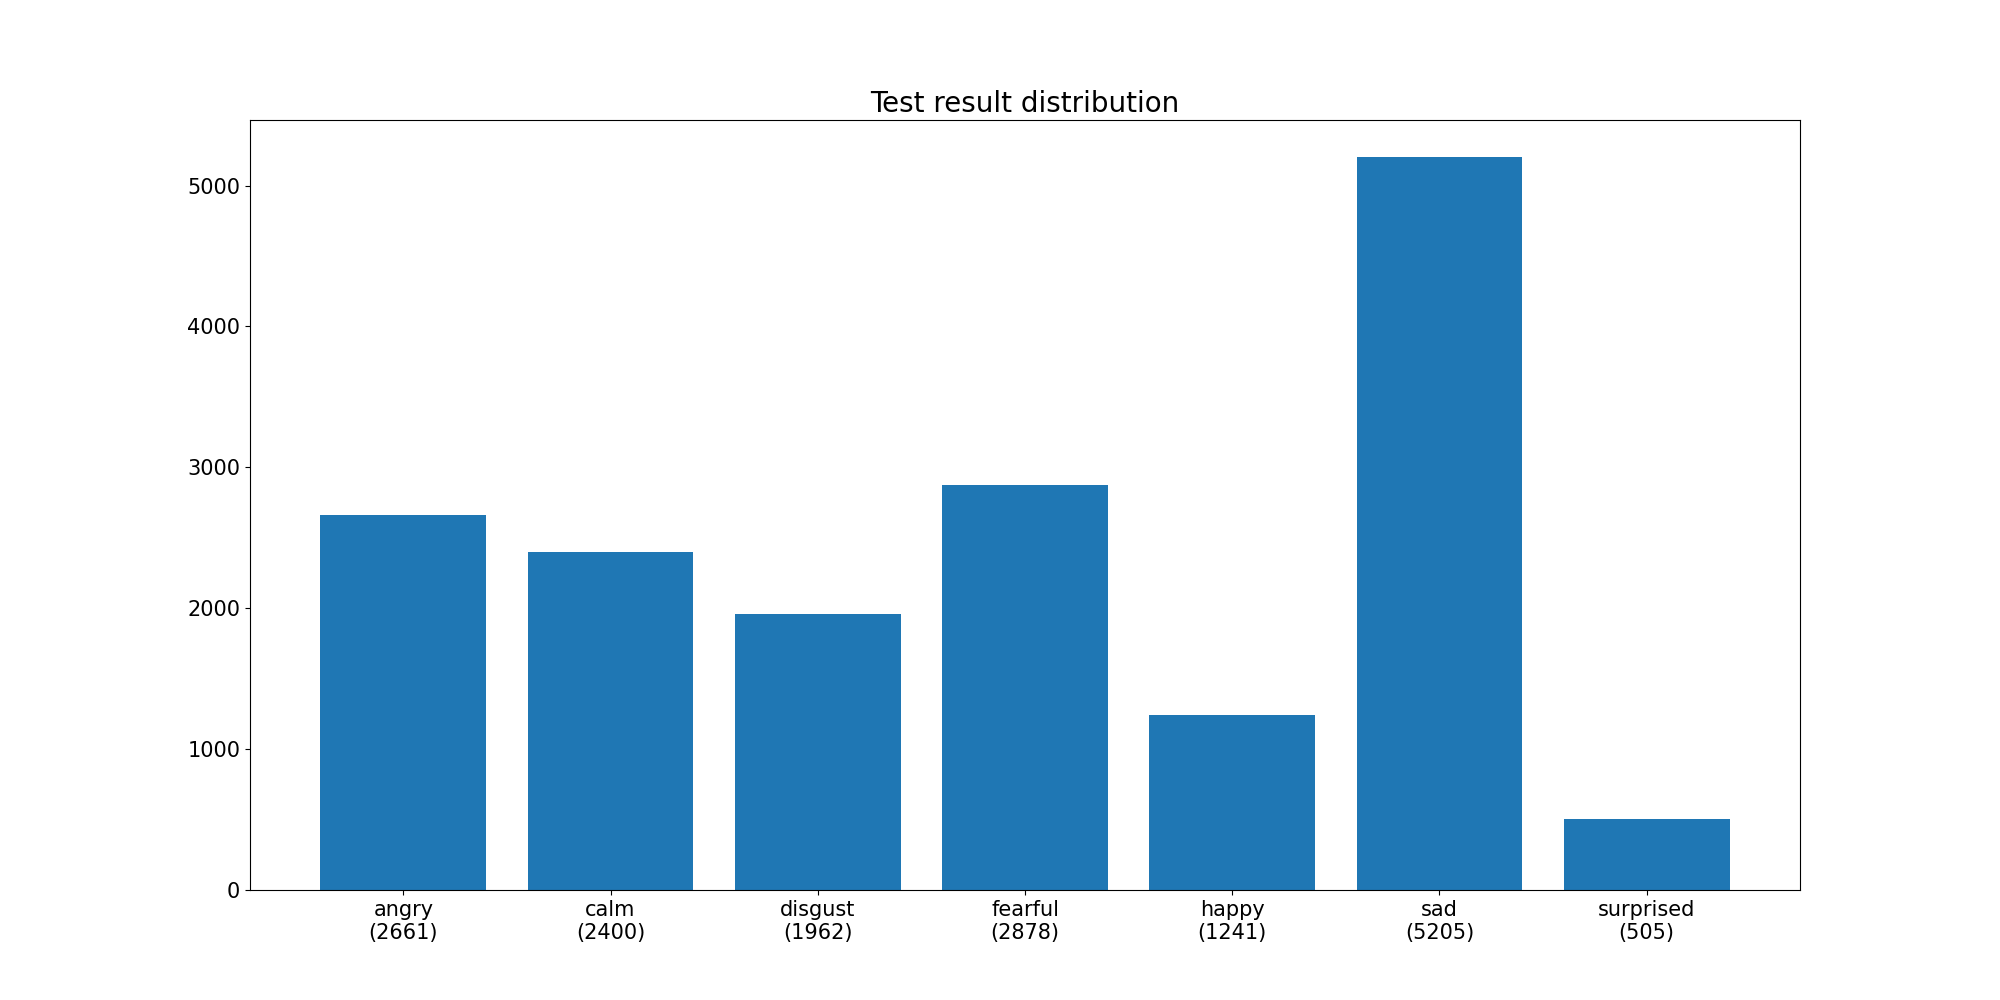 Test result distribution
5000
4000
3000
2000
1000
0
angry calm disgust fearful happy sad surprised
(2661) (2400) (1962) (2878) (1241) (5205) (505)